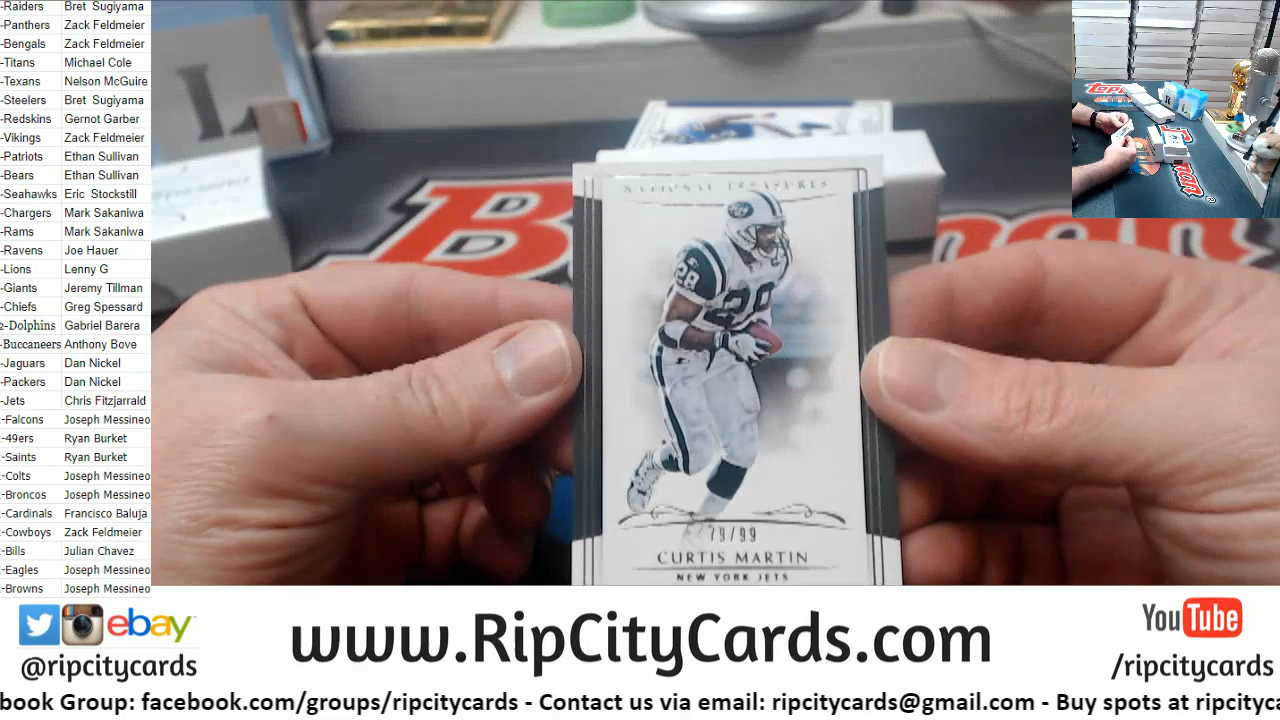 -Raiders Bret Sugiyama
-Panthers Zack Feldmeier
-Bengals Zack Feldmeier
-Titans Michael Cole
-Texans Nelson McGuire
-Steelers Bret Sugiyama
-Redskins Gernot Garber
-Vikings Zack Feldmeier
-Patriots Ethan Sullivan
-Bears Ethan Sullivan
-Seahawks Eric Stockstill
-Chargers Mark Sakaniwa
-Rams Mark Sakaniwa
-Ravens Joe Hauer
-Lions Lenny G
-Giants Jeremy Tillman
-Chiefs Greg Spessard
2-Dolphins Gabriel Barera
-Buccaneers Anthony Bove
-Jaguars Dan Nickel
-Packers Dan Nickel
-Jets Chris Fitzjarrald
-Falcons Joseph Messineo
-49ers Ryan Burket
-Saints Ryan Burket
-Colts Joseph Messineo
-Broncos Joseph Messineo
-Cardinals Francisco Baluja
-Cowboys Zack Feldmeier
-Bills Julian Chavez
-Eagles Joseph Messineo
-Browns Joseph Messineo
L
NATIONAL TREASURES
28
28
79/99
CURTIS MARTIN
NEW YORK JETS
ebay
@ripcitycards
www.RipCityCards.com
YouTube
/ripcitycards
book Group: facebook.com/groups/ripcitycards - Contact us via email: ripcitycards@gmail.com - Buy spots at ripcityc